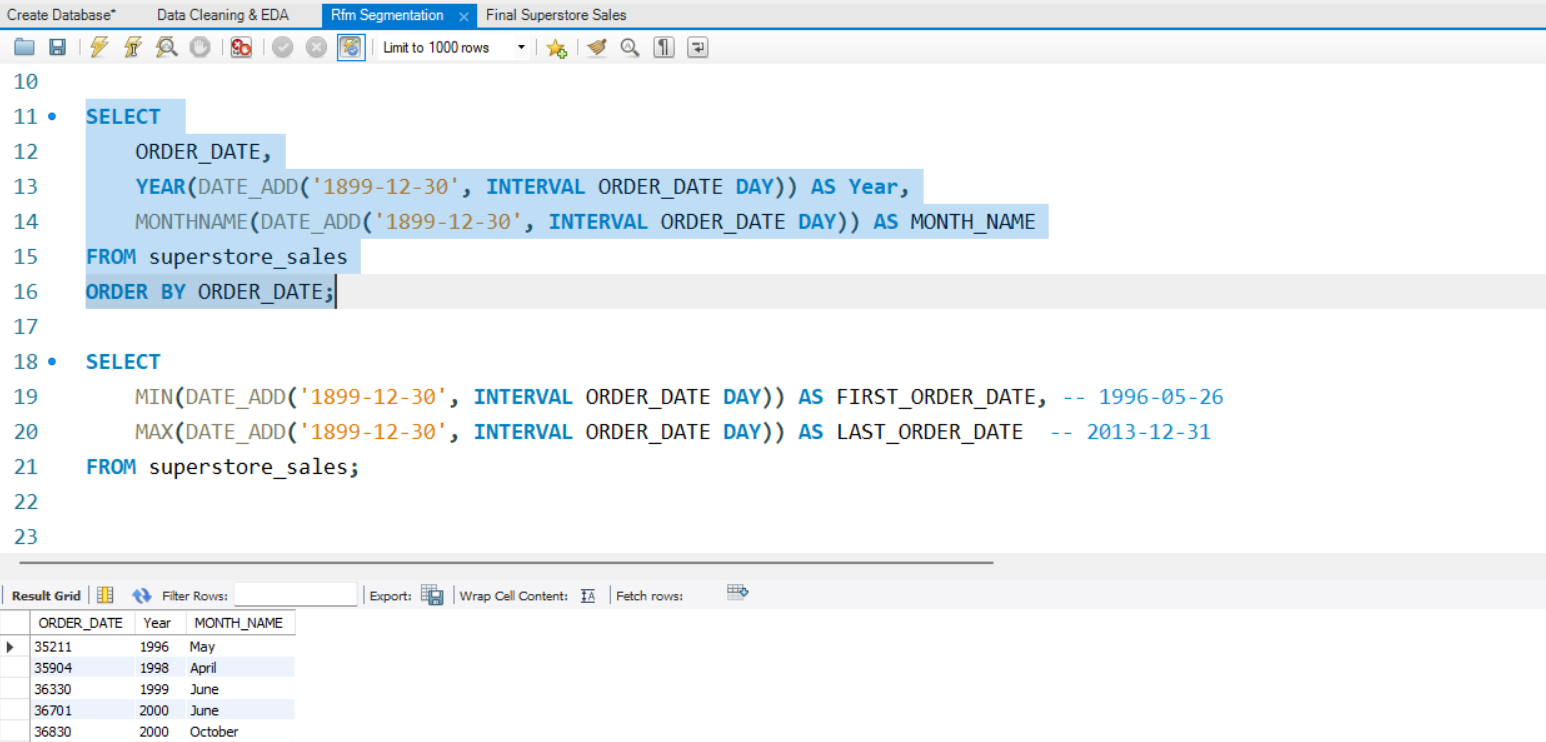 Create Database* Data Cleaning & EDA Rfm Segmentation × Final Superstore Sales
Limit to 1000 rows
10
11 SELECT
12 ORDER_DATE,
13 YEAR(DATE_ADD('1899-12-30', INTERVAL ORDER_DATE DAY)) AS Year,
14 MONTHNAME(DATE_ADD('1899-12-30', INTERVAL ORDER_DATE DAY)) AS MONTH_NAME
15 FROM superstore_sales
16 ORDER BY ORDER_DATE;
17
18 SELECT
19 MIN(DATE_ADD('1899-12-30', INTERVAL ORDER_DATE DAY)) AS FIRST_ORDER_DATE, -- 1996-05-26
20 MAX(DATE_ADD('1899-12-30', INTERVAL ORDER_DATE DAY)) AS LAST_ORDER_DATE -- 2013-12-31
21 FROM superstore_sales;
22
23
Result Grid Filter Rows: Export: Wrap Cell Content: Fetch rows:
ORDER_DATE Year MONTH_NAME
35211 1996 May
35904 1998 April
36330 1999 June
36701 2000 June
36830 2000 October